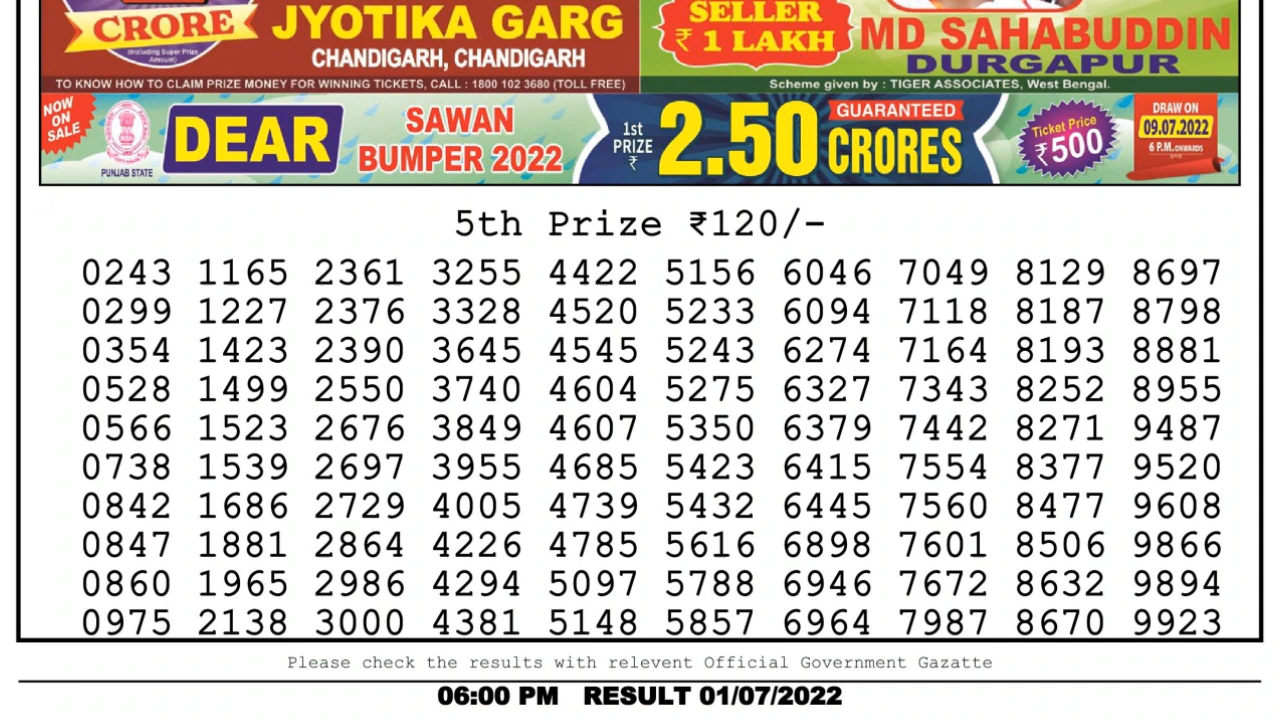 CRORE
(Including Super Prize
Amount)
JYOTIKA GARG
CHANDIGARH, CHANDIGARH
TO KNOW HOW TO CLAIM PRIZE MONEY FOR WINNING TICKETS, CALL : 1800 102 3680 (TOLL FREE)
SELLER
₹ 1 LAKH
MD SAHABUDDIN
DURGAPUR
Scheme given by : TIGER ASSOCIATES, West Bengal.
NOW
ON
SALE
PUNJAB STATE
DEAR
SAWAN
BUMPER 2022
1st
PRIZE
₹
2.50
GUARANTEED
CRORES
Ticket Price
₹500
DRAW ON
09.07.2022
6 P.M. ONWARDS
5th Prize ₹120/-
0243 1165 2361 3255 4422 5156 6046 7049 8129 8697
0299 1227 2376 3328 4520 5233 6094 7118 8187 8798
0354 1423 2390 3645 4545 5243 6274 7164 8193 8881
0528 1499 2550 3740 4604 5275 6327 7343 8252 8955
0566 1523 2676 3849 4607 5350 6379 7442 8271 9487
0738 1539 2697 3955 4685 5423 6415 7554 8377 9520
0842 1686 2729 4005 4739 5432 6445 7560 8477 9608
0847 1881 2864 4226 4785 5616 6898 7601 8506 9866
0860 1965 2986 4294 5097 5788 6946 7672 8632 9894
0975 2138 3000 4381 5148 5857 6964 7987 8670 9923
Please check the results with relevent Official Government Gazatte
06:00 PM RESULT 01/07/2022